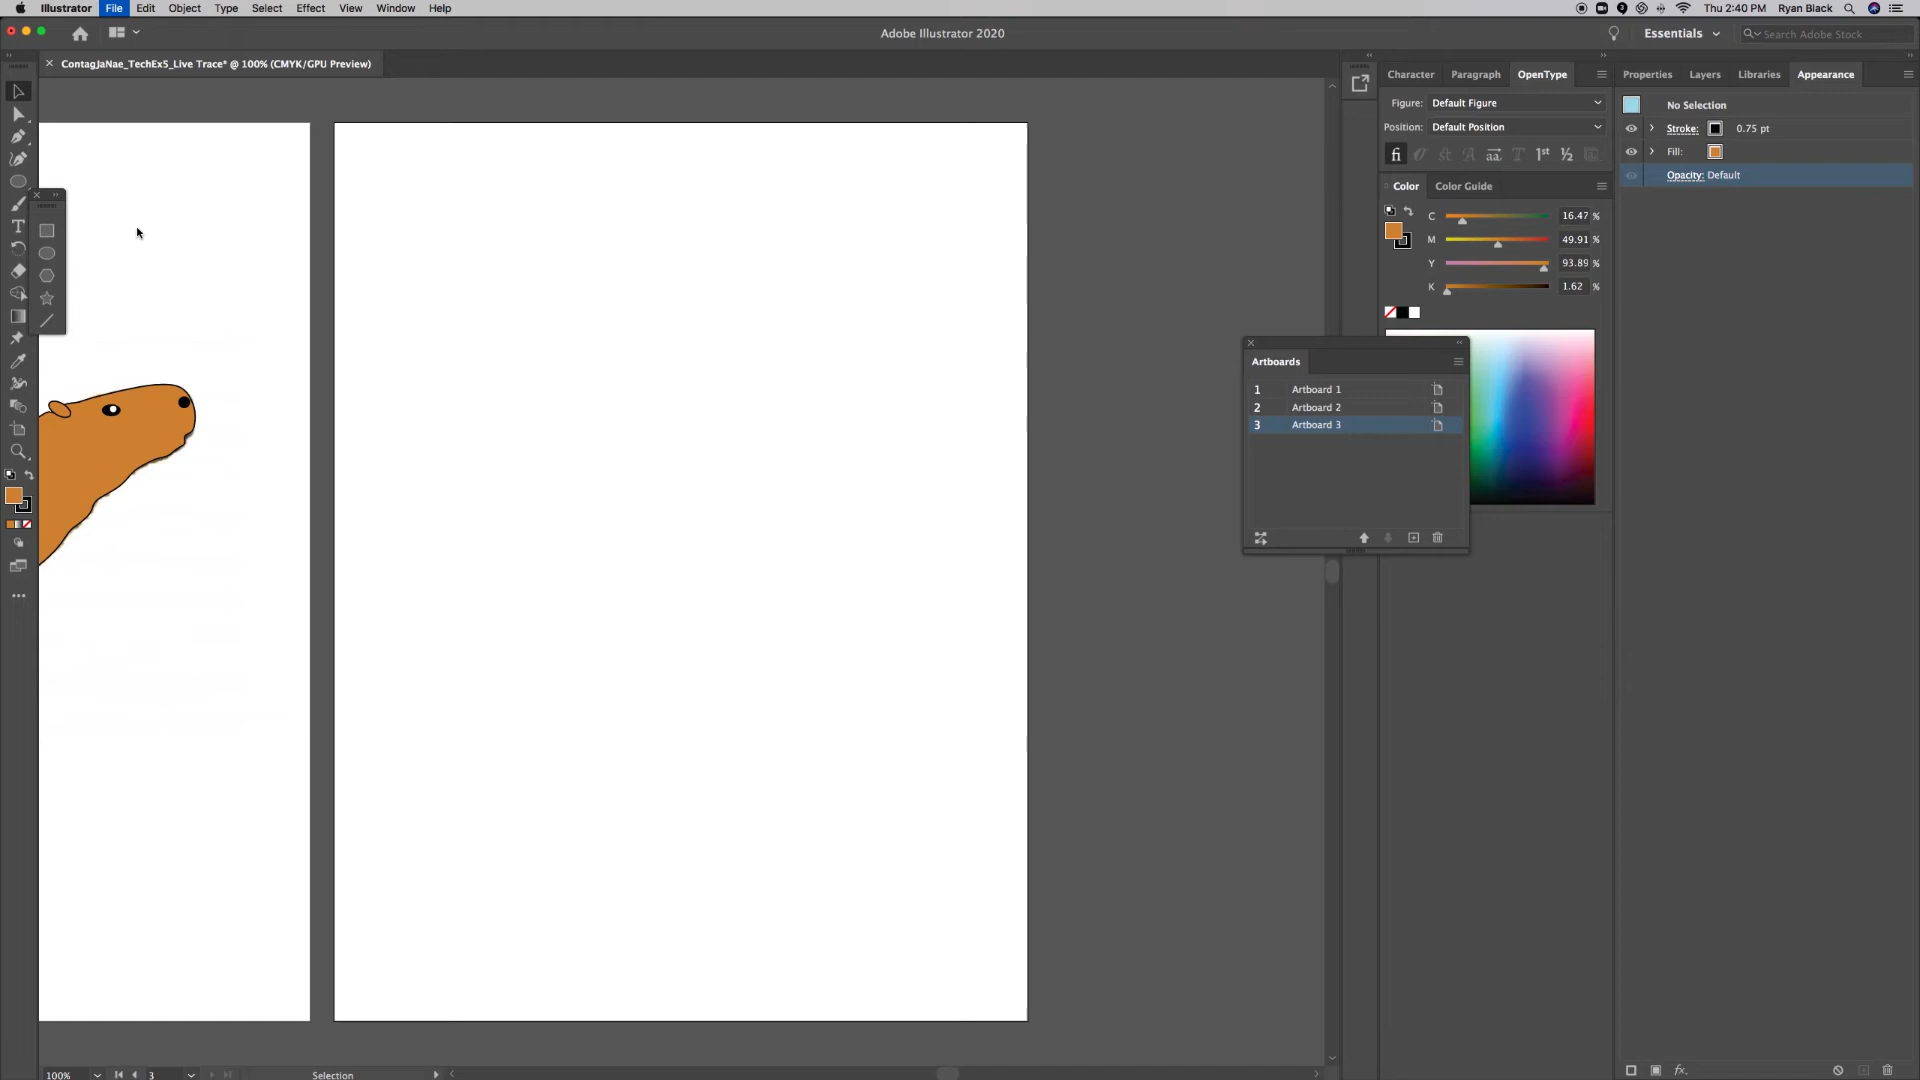 Illustrator File Edit Object Type Select Effect View Window Help
Thu 2:40 PM Ryan Black
Adobe Illustrator 2020
Essentials
Search Adobe Stock
ContagJaNae_TechEx5_Live Trace* @ 100% (CMYK/GPU Preview)
Character Paragraph OpenType
Properties Layers Libraries Appearance
Figure: Default Figure
Position: Default Position
No Selection
Stroke: 0.75 pt
Fill:
Opacity: Default
Color Color Guide
C 16.47 %
M 49.91 %
Y 93.89 %
K 1.62 %
Artboards
1 Artboard 1
2 Artboard 2
3 Artboard 3
100% 3 Selection
fx.